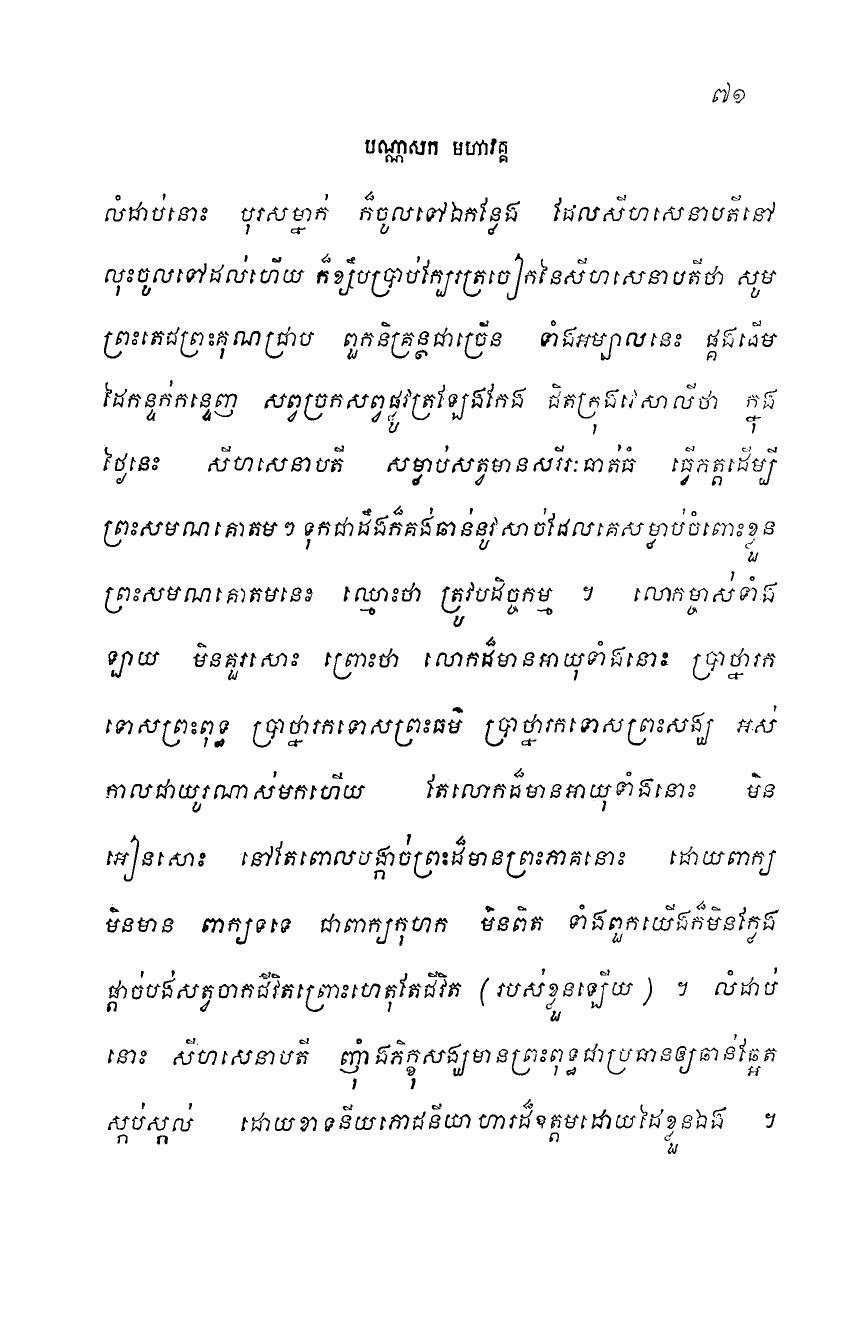 ៧១
បណ្ណាសក មហាវគ្គ
លំដាប់នោះ បុរសម្នាក់ ក៏ចូលទៅឯកន្លែង ដែលសីហសេនាបតីនៅ
លុះចូលទៅដល់ហើយ ក៏ខ្សឹបប្រាប់ក្បែរត្រចៀកនៃសីហសេនាបតីថា សូម
ព្រះតេជព្រះគុណជ្រាប ពួកនិគ្រន្ថជាច្រើន ទាំងអម្បាលនេះ ផ្គងដើម
ដៃកន្ទក់កន្ទេញ សព្វច្រកសព្វផ្លូវត្រឡែងកែង ជិតក្រុងវេសាលីថា ក្នុង
ថ្ងៃនេះ សីហសេនាបតី សម្លាប់សត្វមានសរីរៈធាត់ធំ ធ្វើភត្តដើម្បី
ព្រះសមណគោតម ៗ ទុកជាដឹងក៏គង់ឆាន់នូវសាច់ដែលគេសម្លាប់ចំពោះខ្លួន
ព្រះសមណគោតមនេះ ឈ្មោះថា ត្រូវបដិច្ចកម្ម ។ លោកម្ចាស់ទាំង
ឡាយ មិនគួរសោះ ព្រោះថា លោកដ៏មានអាយុទាំងនោះ ប្រាថ្នារក
ទោសព្រះពុទ្ធ ប្រាថ្នារកទោសព្រះធម៌ ប្រាថ្នារកទោសព្រះសង្ឃ អស់
កាលជាយូរណាស់មកហើយ តែលោកដ៏មានអាយុទាំងនោះ មិន
អៀនសោះ នៅតែពោលបង្កាច់ព្រះដ៏មានព្រះភាគនោះ ដោយពាក្យ
មិនមាន ពាក្យទទេ ជាពាក្យកុហក មិនពិត ទាំងពួកយើងក៏មិនក្លែង
ផ្តាច់បង់សត្វចាកជីវិតព្រោះហេតុតែជីវិត ( របស់ខ្លួនឡើយ ) ។ លំដាប់
នោះ សីហសេនាបតី ញ៉ាំងភិក្ខុសង្ឃមានព្រះពុទ្ធជាប្រធានឲ្យឆាន់ឆ្អែត
ស្កប់ស្កល់ ដោយខាទនីយភោជនីយាហារដ៏ឧត្តមដោយដៃខ្លួនឯង ។